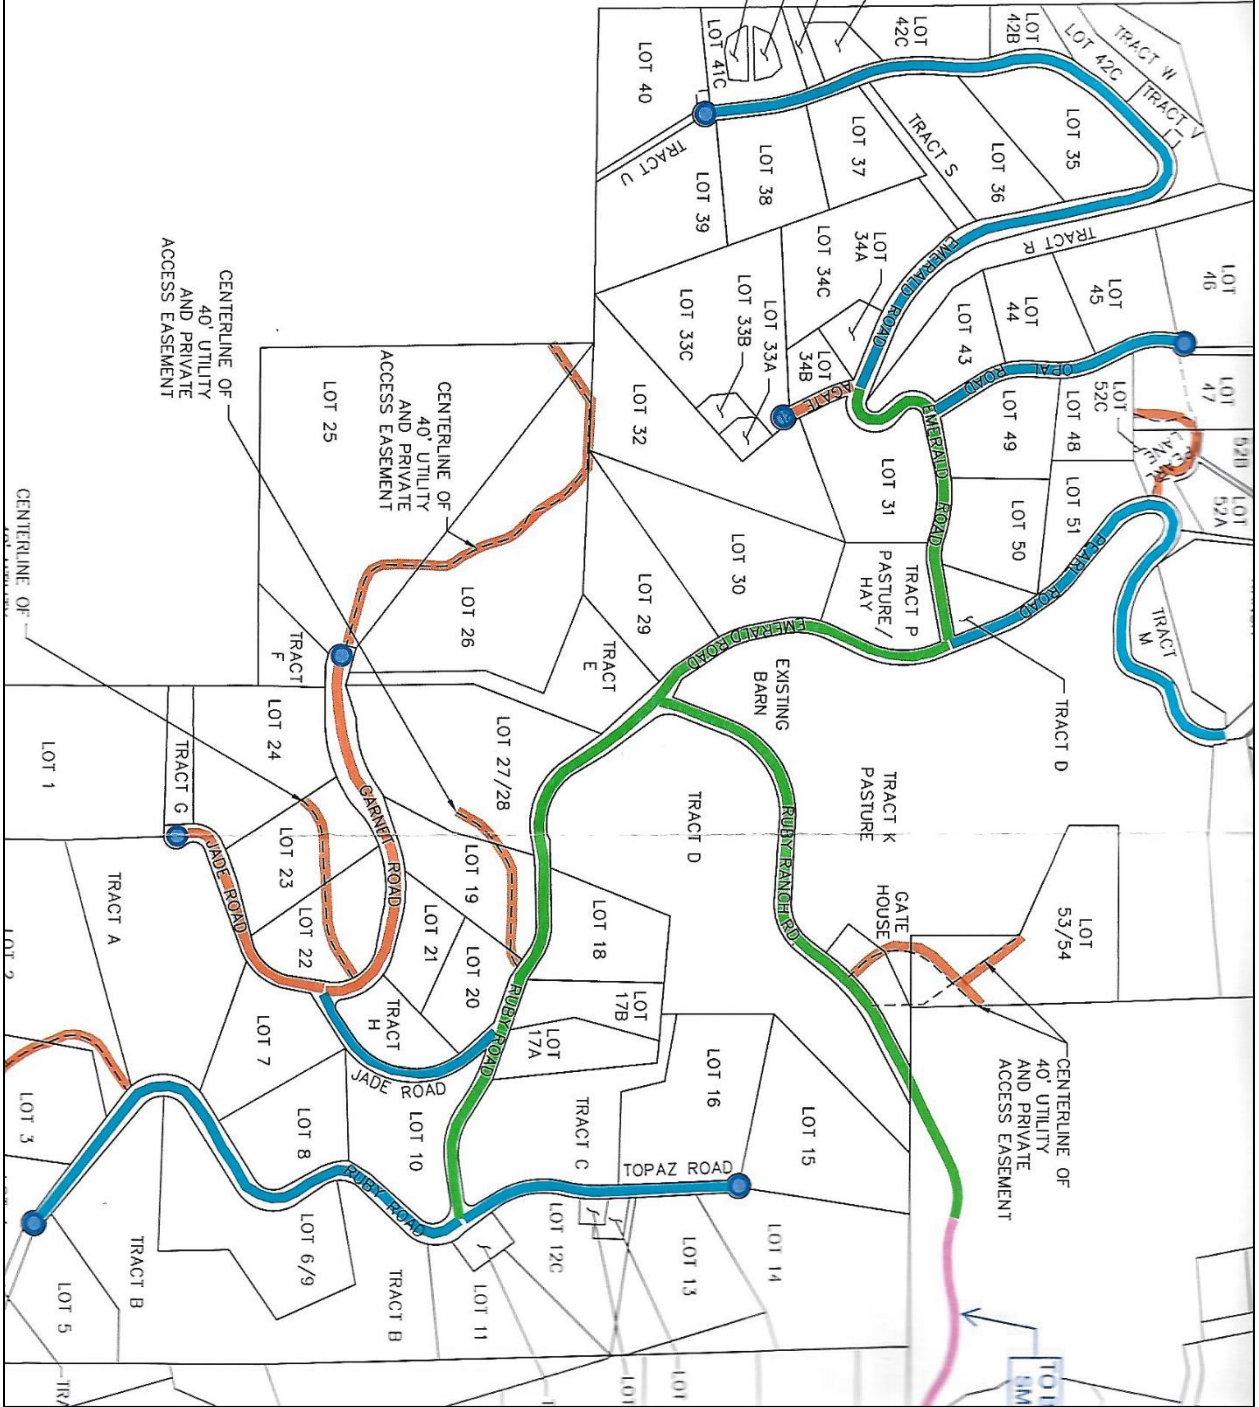 LOT
42C
LOT
42B
LOT 42C
TRACT W
TRACT V
LOT 40
LOT 41C
LOT 35
LOT 36
LOT 37
TRACT S
LOT 38
LOT 39
TRACT U
TRACT R
EMERALD ROAD
LOT
46
LOT
45
LOT
44
LOT 43
LOT
47
52B
LOT
52A
LOT
52C
PEARL
LANE
LOT 48
LOT 49
OPAL ROAD
LOT
34A
LOT 34C
LOT
34B
AGATE
LOT 33A
LOT 33B
LOT 33C
LOT 32
LOT 31
EMERALD ROAD
LOT 50
LOT 51
PEARL ROAD
TRACT
M
TRACT D
TRACT P
PASTURE/
HAY
LOT 30
LOT 29
EMERALD ROAD
TRACT
E
EXISTING
BARN
TRACT K
PASTURE
TRACT D
RUBY RANCH RD
GATE
HOUSE
LOT
53/54
CENTERLINE OF
40' UTILITY
AND PRIVATE
ACCESS EASEMENT
CENTERLINE OF
40' UTILITY
AND PRIVATE
ACCESS EASEMENT
CENTERLINE OF
40' UTILITY
AND PRIVATE
ACCESS EASEMENT
CENTERLINE OF
LOT 25
LOT 26
TRACT
F
LOT 24
LOT 27/28
GARNET ROAD
TRACT G
LOT 1
JADE ROAD
LOT 23
LOT 22
LOT 19
LOT 21
LOT 20
LOT 18
LOT
17B
LOT
17A
RUBY ROAD
TRACT
H
JADE ROAD
TRACT A
LOT 2
LOT 7
LOT 3
LOT 8
LOT 10
LOT 16
LOT 15
TRACT C
TOPAZ ROAD
RUBY ROAD
LOT 6/9
TRACT B
LOT 5
TRACT B
LOT 11
LOT 12C
LOT 13
LOT 14
LOT
LOT